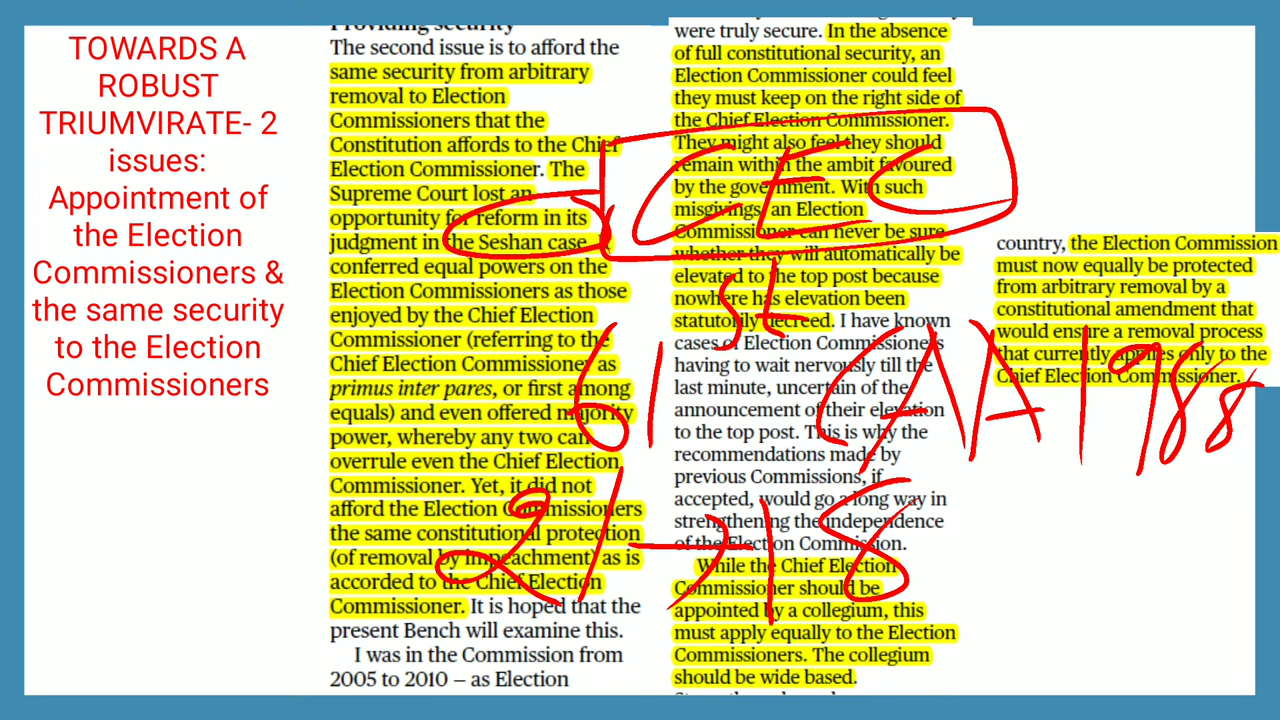 TOWARDS A
ROBUST
TRIUMVIRATE- 2
issues:
Appointment of
the Election
Commissioners &
the same security
to the Election
Commissioners
Providing security
The second issue is to afford the
same security from arbitrary
removal to Election
Commissioners that the
Constitution affords to the Chief
Election Commissioner. The
Supreme Court lost an
opportunity for reform in its
judgment in the Seshan case. It
conferred equal powers on the
Election Commissioners as those
enjoyed by the Chief Election
Commissioner (referring to the
Chief Election Commissioner as
primus inter pares, or first among
equals) and even offered majority
power, whereby any two can
overrule even the Chief Election
Commissioner. Yet, it did not
afford the Election Commissioners
the same constitutional protection
(of removal by impeachment) as is
accorded to the Chief Election
Commissioner. It is hoped that the
present Bench will examine this.
I was in the Commission from
2005 to 2010 – as Election
were truly secure. In the absence
of full constitutional security, an
Election Commissioner could feel
they must keep on the right side of
the Chief Election Commissioner.
They might also feel they should
remain within the ambit favoured
by the government. With such
misgivings, an Election
Commissioner can never be sure
whether they will automatically be
elevated to the top post because
nowhere has elevation been
statutorily decreed. I have known
cases of Election Commissioners
having to wait nervously till the
last minute, uncertain of the
announcement of their elevation
to the top post. This is why the
recommendations made by
previous Commissions, if
accepted, would go a long way in
strengthening the independence
of the Election Commission.
While the Chief Election
Commissioner should be
appointed by a collegium, this
must apply equally to the Election
Commissioners. The collegium
should be wide based.
country, the Election Commission
must now equally be protected
from arbitrary removal by a
constitutional amendment that
would ensure a removal process
that currently applies only to the
Chief Election Commissioner.
61 st CAA 1988
21 → 18